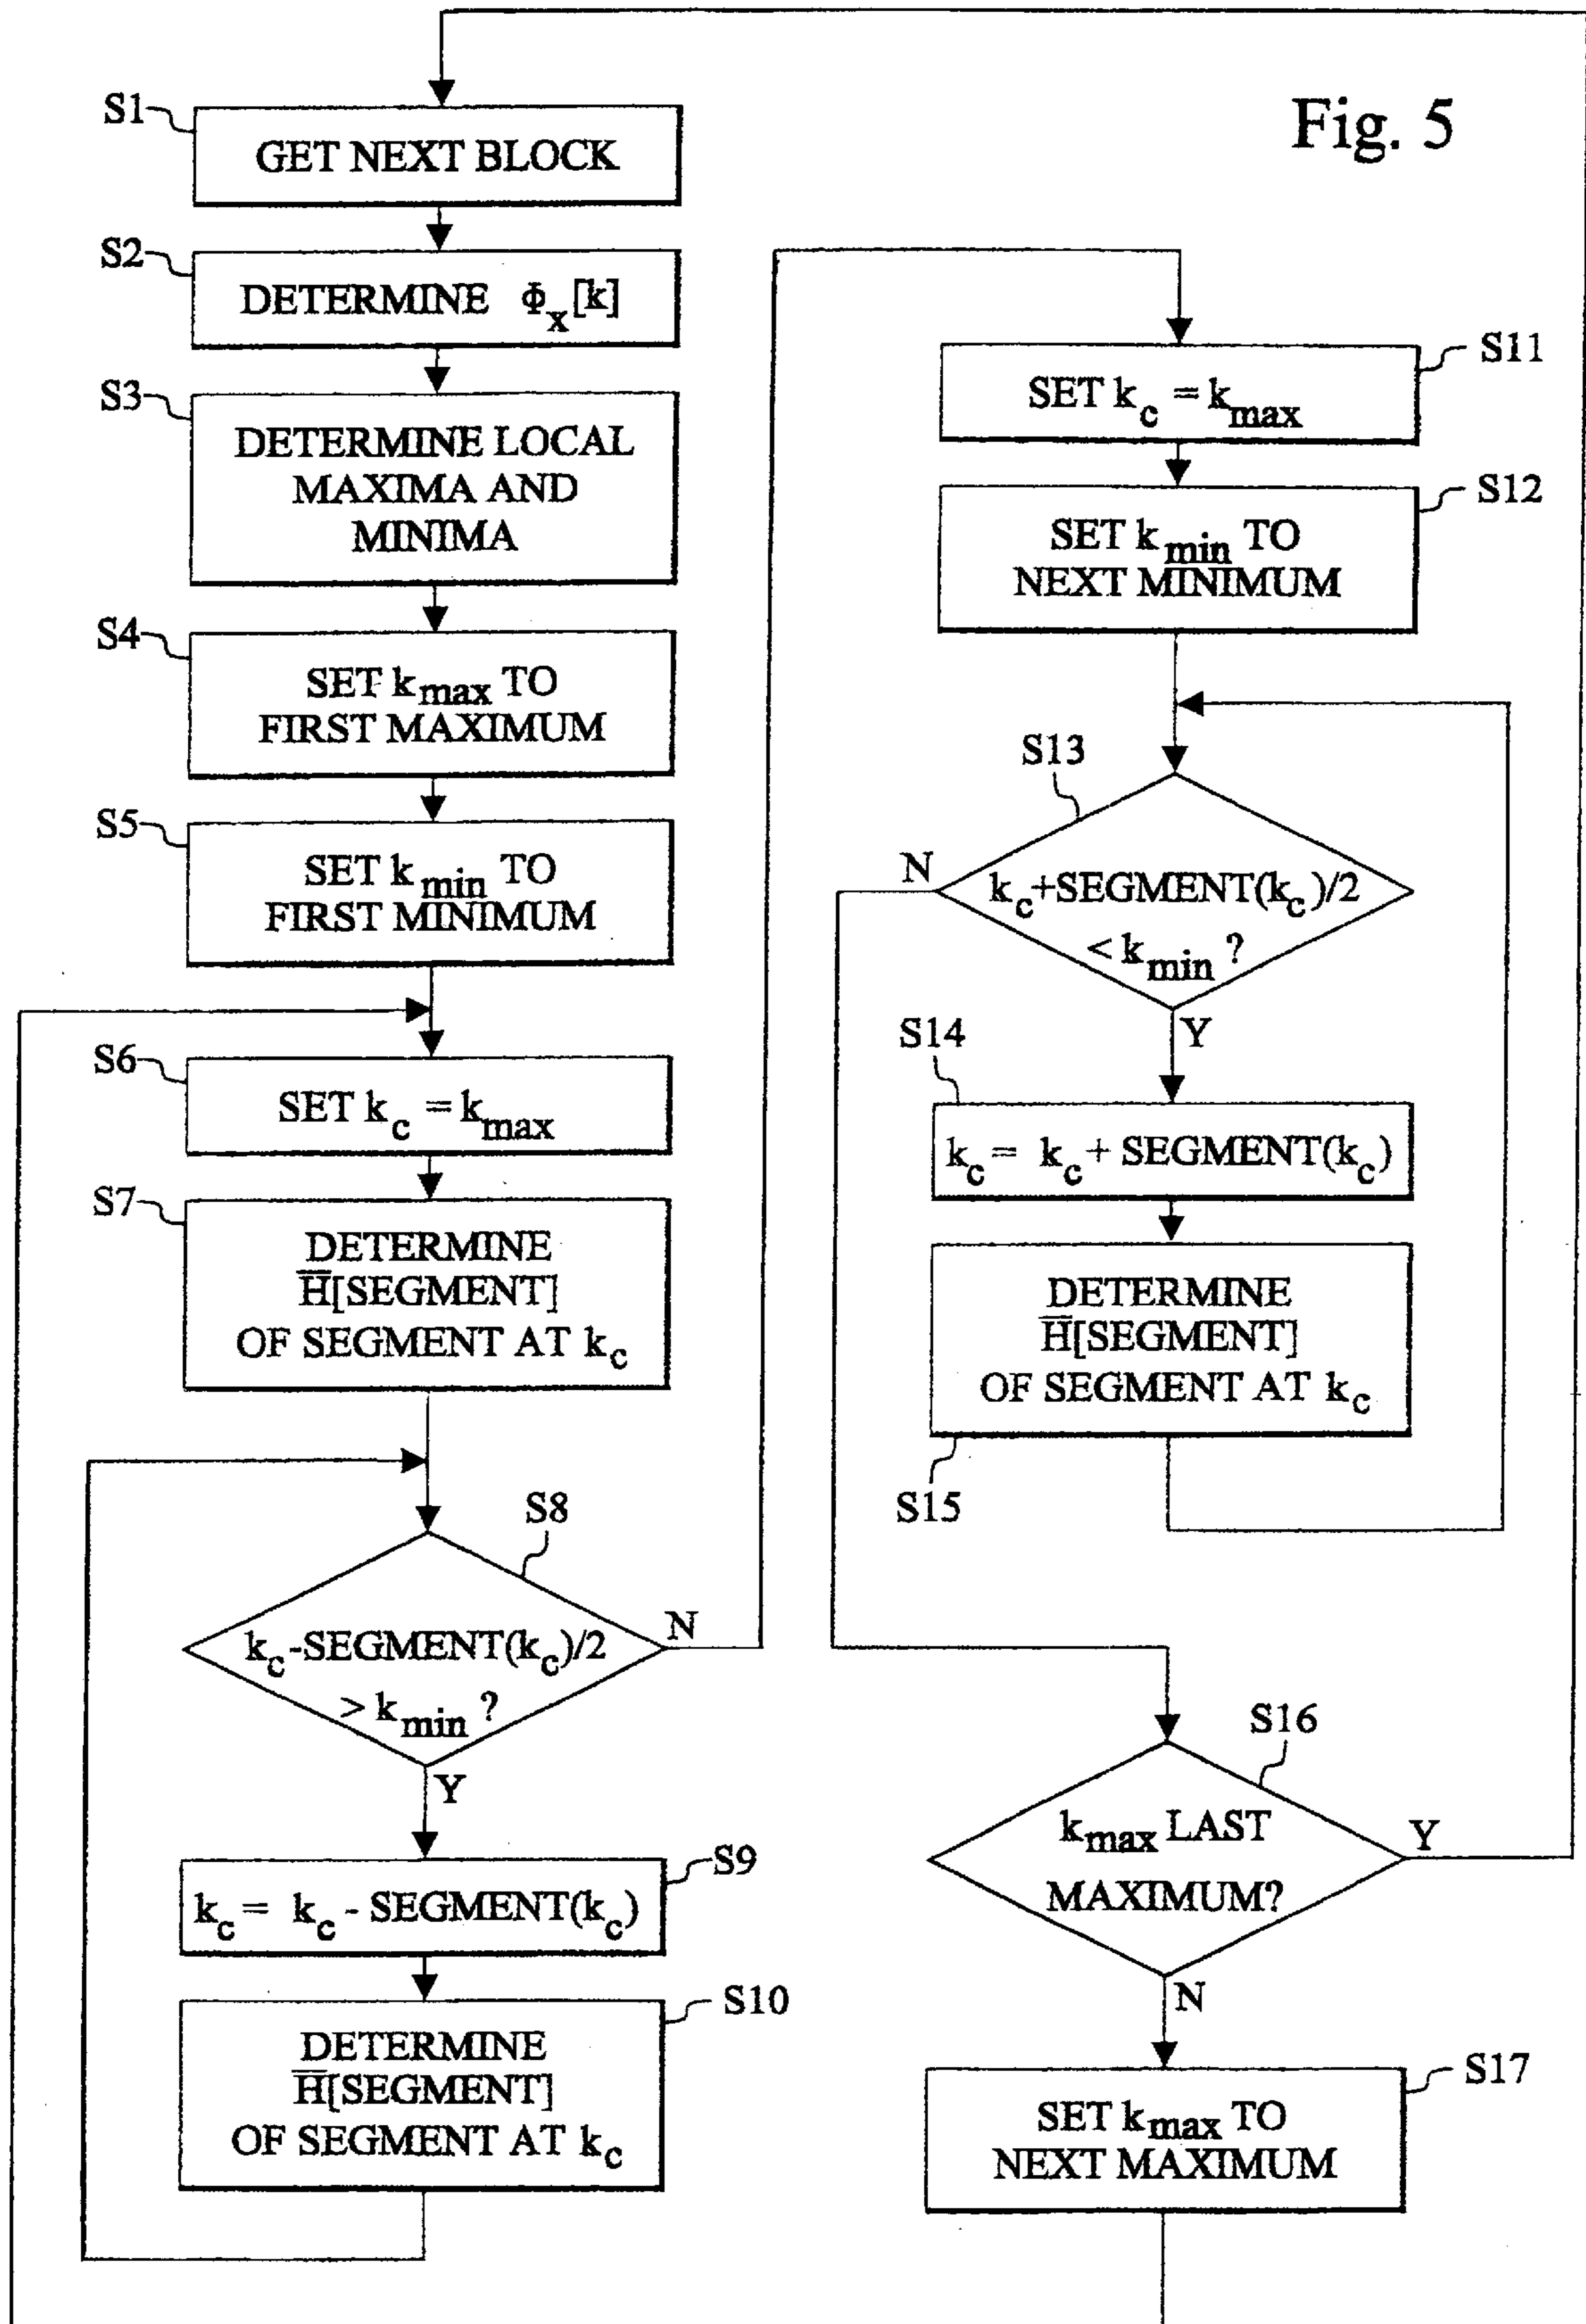 Fig. 5
S1
GET NEXT BLOCK
S2
DETERMINE Φx[k]
S3
DETERMINE LOCAL
MAXIMA AND
MINIMA
S4
SET kmax TO
FIRST MAXIMUM
S5
SET kmin TO
FIRST MINIMUM
S6
SET kc = kmax
S7
DETERMINE
H̅[SEGMENT]
OF SEGMENT AT kc
S8
kc-SEGMENT(kc)/2
> kmin ?
N
Y
S9
kc = kc - SEGMENT(kc)
S10
DETERMINE
H̅[SEGMENT]
OF SEGMENT AT kc
S11
SET kc = kmax
S12
SET kmin TO
NEXT MINIMUM
S13
N
kc+SEGMENT(kc)/2
< kmin ?
Y
S14
kc = kc + SEGMENT(kc)
DETERMINE
H̅[SEGMENT]
OF SEGMENT AT kc
S15
S16
kmax LAST
MAXIMUM?
Y
N
S17
SET kmax TO
NEXT MAXIMUM